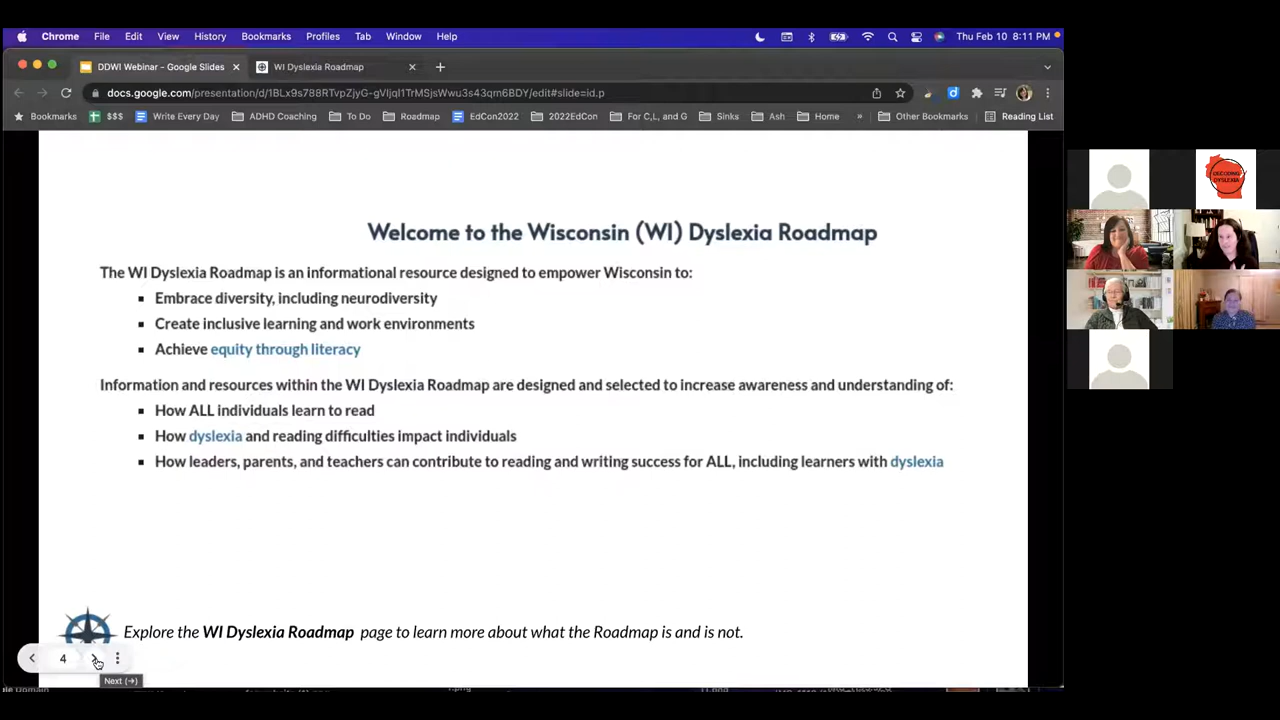 Chrome File Edit View History Bookmarks Profiles Tab Window Help Thu Feb 10 8:11 PM
DDWI Webinar - Google Slides WI Dyslexia Roadmap
docs.google.com/presentation/d/1BLx9s788RTvpZjyG-gVIjqI1TrMSjsWwu3s43qm6BDY/edit#slide=id.p
Bookmarks $$$ Write Every Day ADHD Coaching To Do Roadmap EdCon2022 2022EdCon For C,L, and G Sinks Ash Home » Other Bookmarks Reading List
Welcome to the Wisconsin (WI) Dyslexia Roadmap
The WI Dyslexia Roadmap is an informational resource designed to empower Wisconsin to:
▪ Embrace diversity, including neurodiversity
▪ Create inclusive learning and work environments
▪ Achieve equity through literacy
Information and resources within the WI Dyslexia Roadmap are designed and selected to increase awareness and understanding of:
▪ How ALL individuals learn to read
▪ How dyslexia and reading difficulties impact individuals
▪ How leaders, parents, and teachers can contribute to reading and writing success for ALL, including learners with dyslexia
Explore the WI Dyslexia Roadmap page to learn more about what the Roadmap is and is not.
4
Next (→)
DECODING
DYSLEXIA